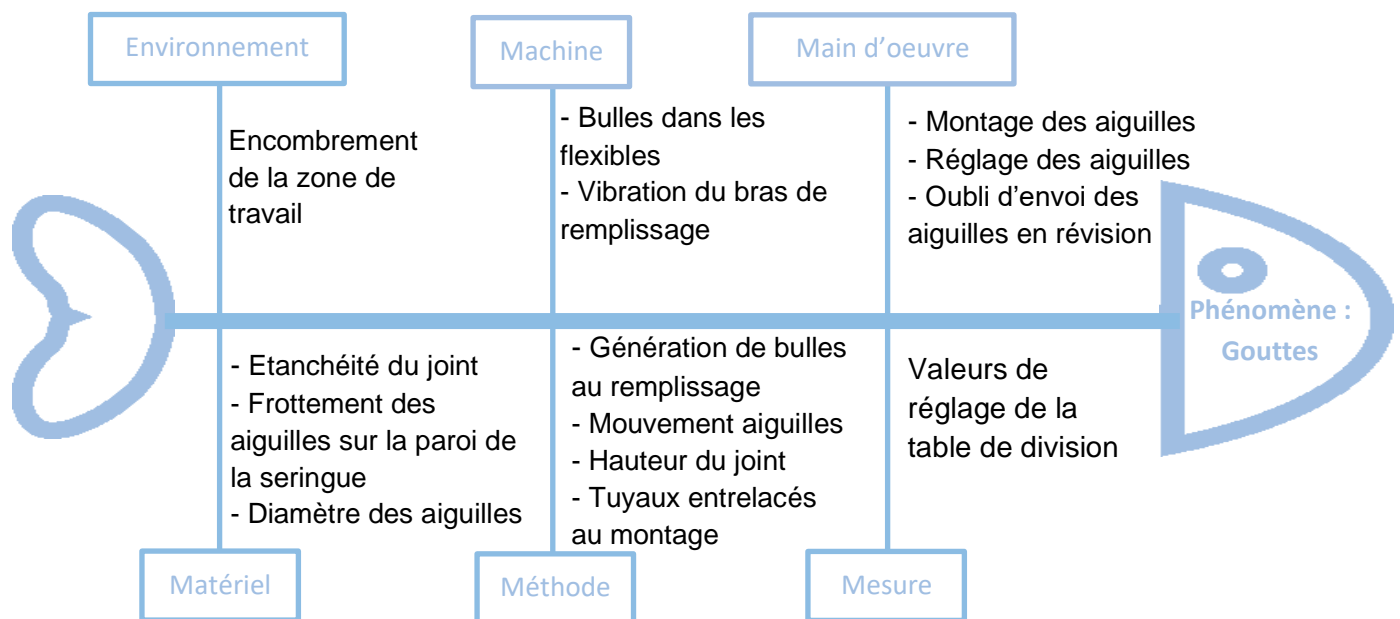 Environnement
Machine
Main d'oeuvre
Encombrement
de la zone de
travail
- Bulles dans les
flexibles
- Vibration du bras de
remplissage
- Montage des aiguilles
- Réglage des aiguilles
- Oubli d'envoi des
aiguilles en révision
Phénomène :
Gouttes
- Etanchéité du joint
- Frottement des
aiguilles sur la paroi de
la seringue
- Diamètre des aiguilles
- Génération de bulles
au remplissage
- Mouvement aiguilles
- Hauteur du joint
- Tuyaux entrelacés
au montage
Valeurs de
réglage de la
table de division
Matériel
Méthode
Mesure